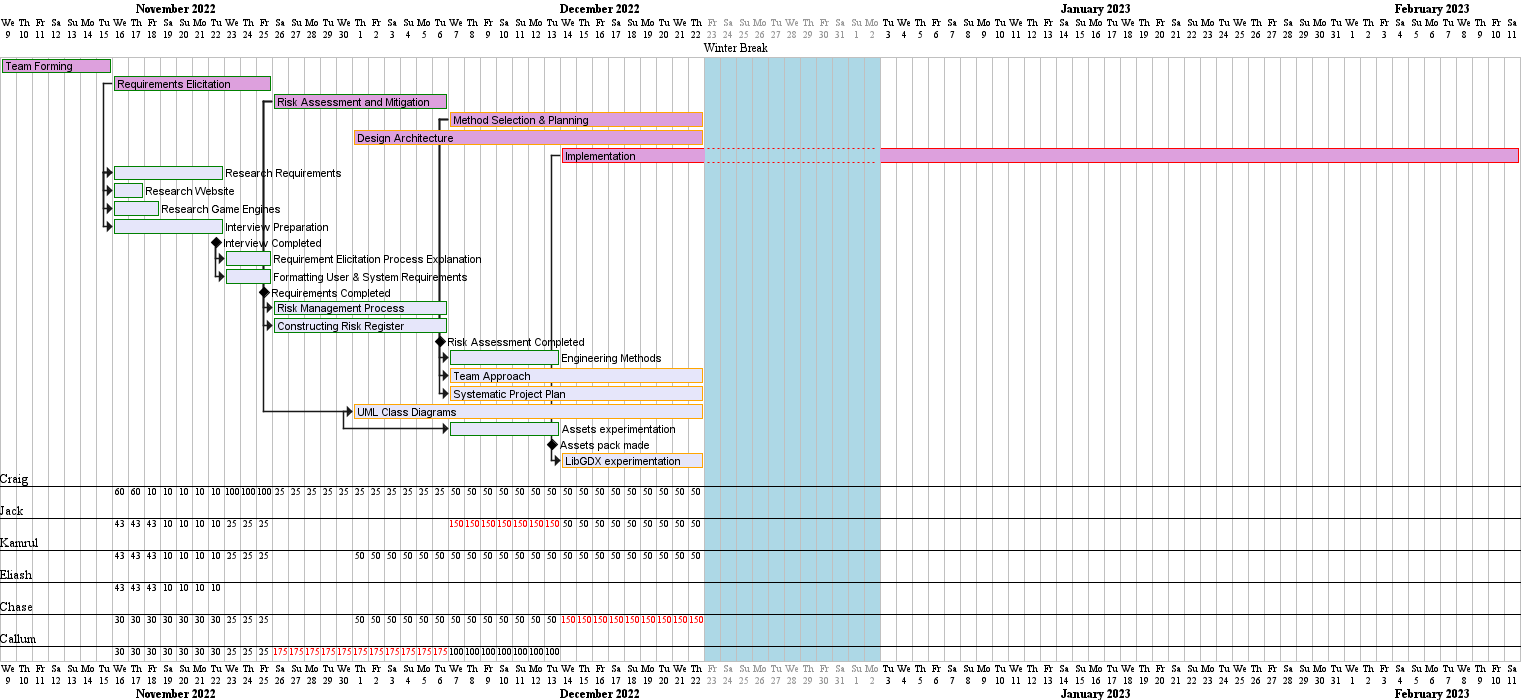 November 2022 December 2022 January 2023 February 2023
We Th Fr Sa Su Mo Tu We Th Fr Sa Su Mo Tu We Th Fr Sa Su Mo Tu We Th Fr Sa Su Mo Tu We Th Fr Sa Su Mo Tu We Th Fr Sa Su Mo Tu We Th Fr Sa Su Mo Tu We Th Fr Sa Su Mo Tu We Th Fr Sa Su Mo Tu We Th Fr Sa Su Mo Tu We Th Fr Sa Su Mo Tu We Th Fr Sa Su Mo Tu We Th Fr Sa Su Mo Tu We Th Fr Sa
9 10 11 12 13 14 15 16 17 18 19 20 21 22 23 24 25 26 27 28 29 30 1 2 3 4 5 6 7 8 9 10 11 12 13 14 15 16 17 18 19 20 21 22 23 24 25 26 27 28 29 30 31 1 2 3 4 5 6 7 8 9 10 11 12 13 14 15 16 17 18 19 20 21 22 23 24 25 26 27 28 29 30 31 1 2 3 4 5 6 7 8 9 10 11
Winter Break
Team Forming
Requirements Elicitation
Risk Assessment and Mitigation
Method Selection & Planning
Design Architecture
Implementation
Research Requirements
Research Website
Research Game Engines
Interview Preparation
Interview Completed
Requirement Elicitation Process Explanation
Formatting User & System Requirements
Requirements Completed
Risk Management Process
Constructing Risk Register
Risk Assessment Completed
Engineering Methods
Team Approach
Systematic Project Plan
UML Class Diagrams
Assets experimentation
Assets pack made
LibGDX experimentation
Craig
60 60 10 10 10 10 10 100 100 100 25 25 25 25 25 25 25 25 25 25 25 50 50 50 50 50 50 50 50 50 50 50 50 50 50 50 50
Jack
43 43 43 10 10 10 10 25 25 25 150 150 150 150 150 150 150 50 50 50 50 50 50 50 50 50
Kamrul
43 43 43 10 10 10 10 25 25 25 50 50 50 50 50 50 50 50 50 50 50 50 50 50 50 50 50 50 50 50 50 50
Eliash
43 43 43 10 10 10 10
Chase
30 30 30 30 30 30 30 25 25 25 50 50 50 50 50 50 50 50 50 50 50 50 50 150 150 150 150 150 150 150 150 150
Callum
30 30 30 30 30 30 30 25 25 25 175 175 175 175 175 175 175 175 175 175 175 100 100 100 100 100 100 100
We Th Fr Sa Su Mo Tu We Th Fr Sa Su Mo Tu We Th Fr Sa Su Mo Tu We Th Fr Sa Su Mo Tu We Th Fr Sa Su Mo Tu We Th Fr Sa Su Mo Tu We Th Fr Sa Su Mo Tu We Th Fr Sa Su Mo Tu We Th Fr Sa Su Mo Tu We Th Fr Sa Su Mo Tu We Th Fr Sa Su Mo Tu We Th Fr Sa Su Mo Tu We Th Fr Sa Su Mo Tu We Th Fr Sa
9 10 11 12 13 14 15 16 17 18 19 20 21 22 23 24 25 26 27 28 29 30 1 2 3 4 5 6 7 8 9 10 11 12 13 14 15 16 17 18 19 20 21 22 23 24 25 26 27 28 29 30 31 1 2 3 4 5 6 7 8 9 10 11 12 13 14 15 16 17 18 19 20 21 22 23 24 25 26 27 28 29 30 31 1 2 3 4 5 6 7 8 9 10 11
November 2022 December 2022 January 2023 February 2023